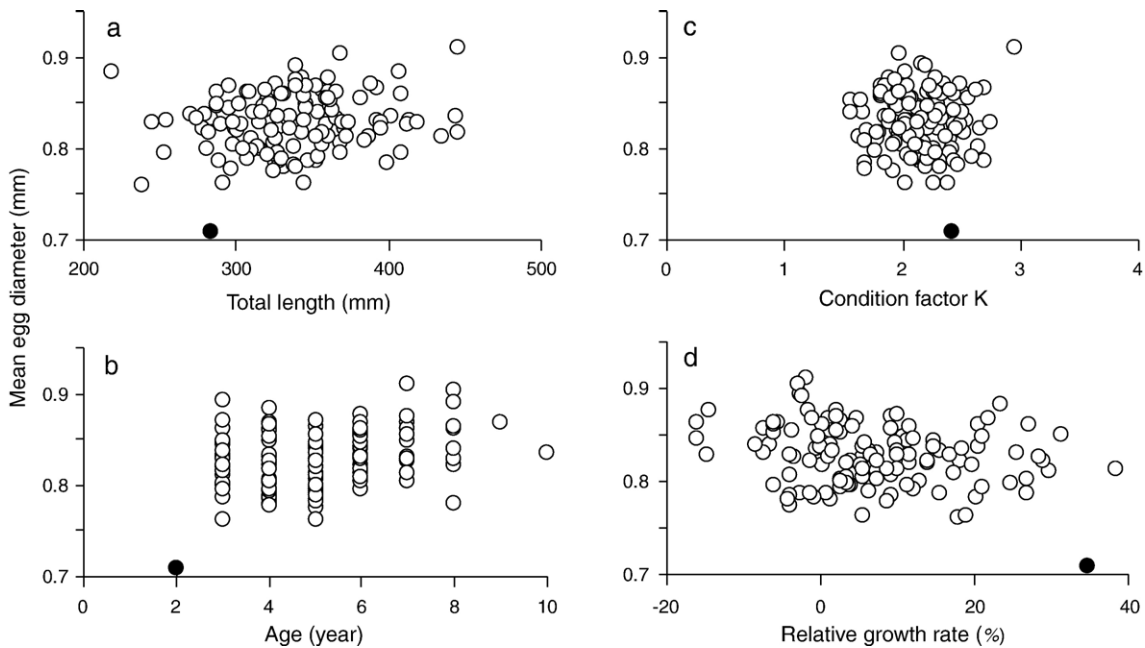 Mean egg diameter (mm)
a
0.9
0.8
0.7
200 300 400 500
Total length (mm)
c
0.9
0.8
0.7
0 1 2 3 4
Condition factor K
b
0.9
0.8
0.7
0 2 4 6 8 10
Age (year)
d
0.9
0.8
0.7
-20 0 20 40
Relative growth rate (%)